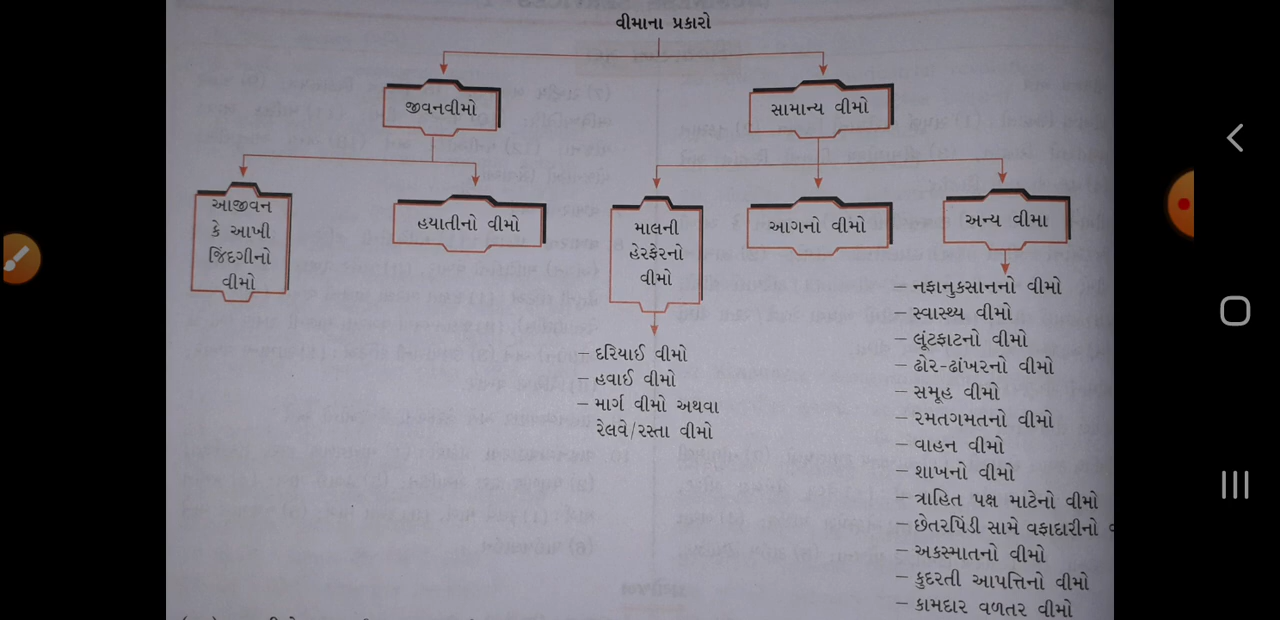 વીમાના પ્રકારો
જીવનવીમો
સામાન્ય વીમો
આજીવન
કે આખી
જિંદગીનો
વીમો
હયાતીનો વીમો
માલની
હેરફેરનો
વીમો
આગનો વીમો
અન્ય વીમા
– દરિયાઈ વીમો
– હવાઈ વીમો
– માર્ગ વીમો અથવા
રેલવે/રસ્તા વીમો
– નફાનુકસાનનો વીમો
– સ્વાસ્થ્ય વીમો
– લૂંટફાટનો વીમો
– ઢોર-ઢાંખરનો વીમો
– સમૂહ વીમો
– રમતગમતનો વીમો
– વાહન વીમો
– શાખનો વીમો
– ત્રાહિત પક્ષ માટેનો વીમો
– છેતરપિંડી સામે વફાદારીનો
– અકસ્માતનો વીમો
– કુદરતી આપત્તિનો વીમો
– કામદાર વળતર વીમો